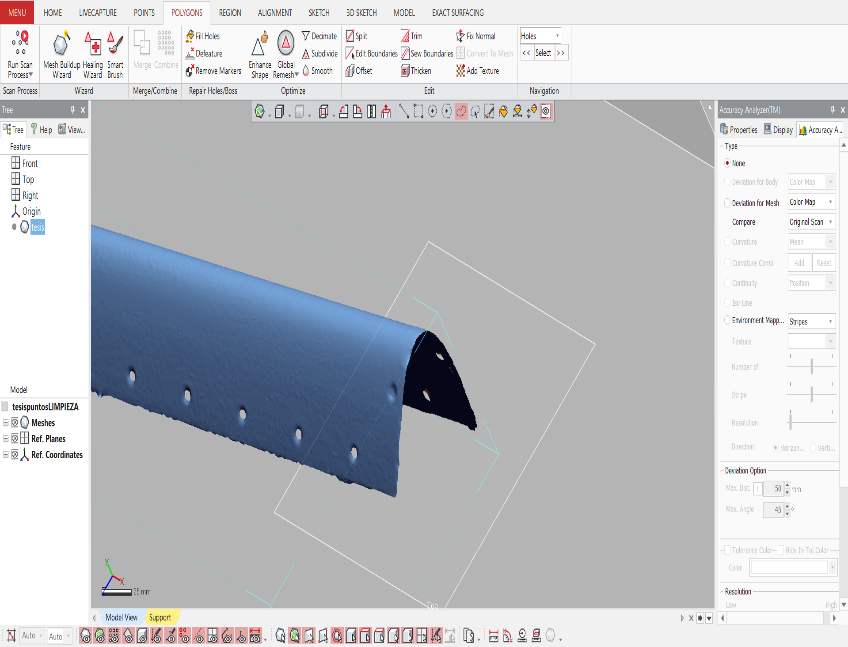 MENU HOME LIVECAPTURE POINTS POLYGONS REGION ALIGNMENT SKETCH 3D SKETCH MODEL EXACT SURFACING
Run Scan Process
Mesh Buildup Wizard
Healing Wizard
Smart Brush
Merge Combine
Fill Holes
Defeature
Remove Markers
Enhance Shape
Global Remesh
Decimate
Subdivide
Smooth
Split
Edit Boundaries
Offset
Trim
Sew Boundaries
Thicken
Fix Normal
Convert To Mesh
Add Texture
Holes
<< Select >>
Scan Process Wizard Merge/Combine Repair Holes/Boss Optimize Edit Navigation
Tree
Tree Help View...
Feature
Front
Top
Right
Origin
tesis
Model
tesispuntosLIMPIEZA
Meshes
Ref. Planes
Ref. Coordinates
Y
X
mm
Model View Support
Auto Auto
Accuracy Analyzer(TM)
Properties Display Accuracy A...
Type
None
Deviation for Body Color Map
Deviation for Mesh Color Map
Compare Original Scan
Curvature Mean
Curvature Comb Add Reset
Continuity Position
Iso-Line
Environment Mapp... Stripes
Texture
Number of
Stripe
Resolution
Direction Horizon... Verti...
Deviation Option
Max. Dist. 50 mm
Max. Angle 45 °
Tolerance Color Hide In-Tol.Color
Color
Resolution
Low High